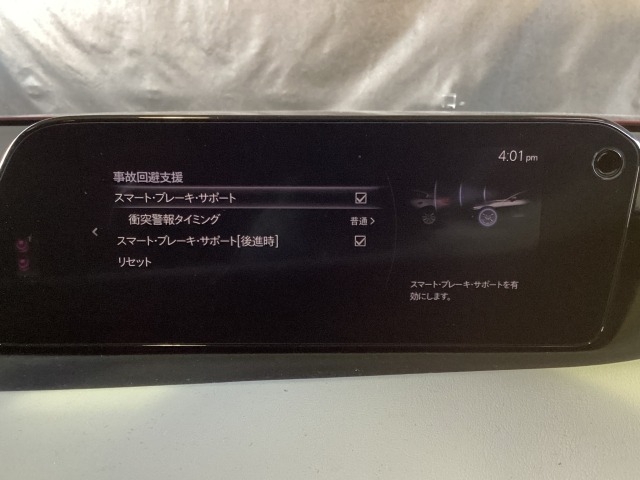 4:01 pm
事故回避支援
スマート・ブレーキ・サポート
衝突警報タイミング 普通
スマート・ブレーキ・サポート[後進時]
リセット
スマート・ブレーキ・サポートを有
効にします。